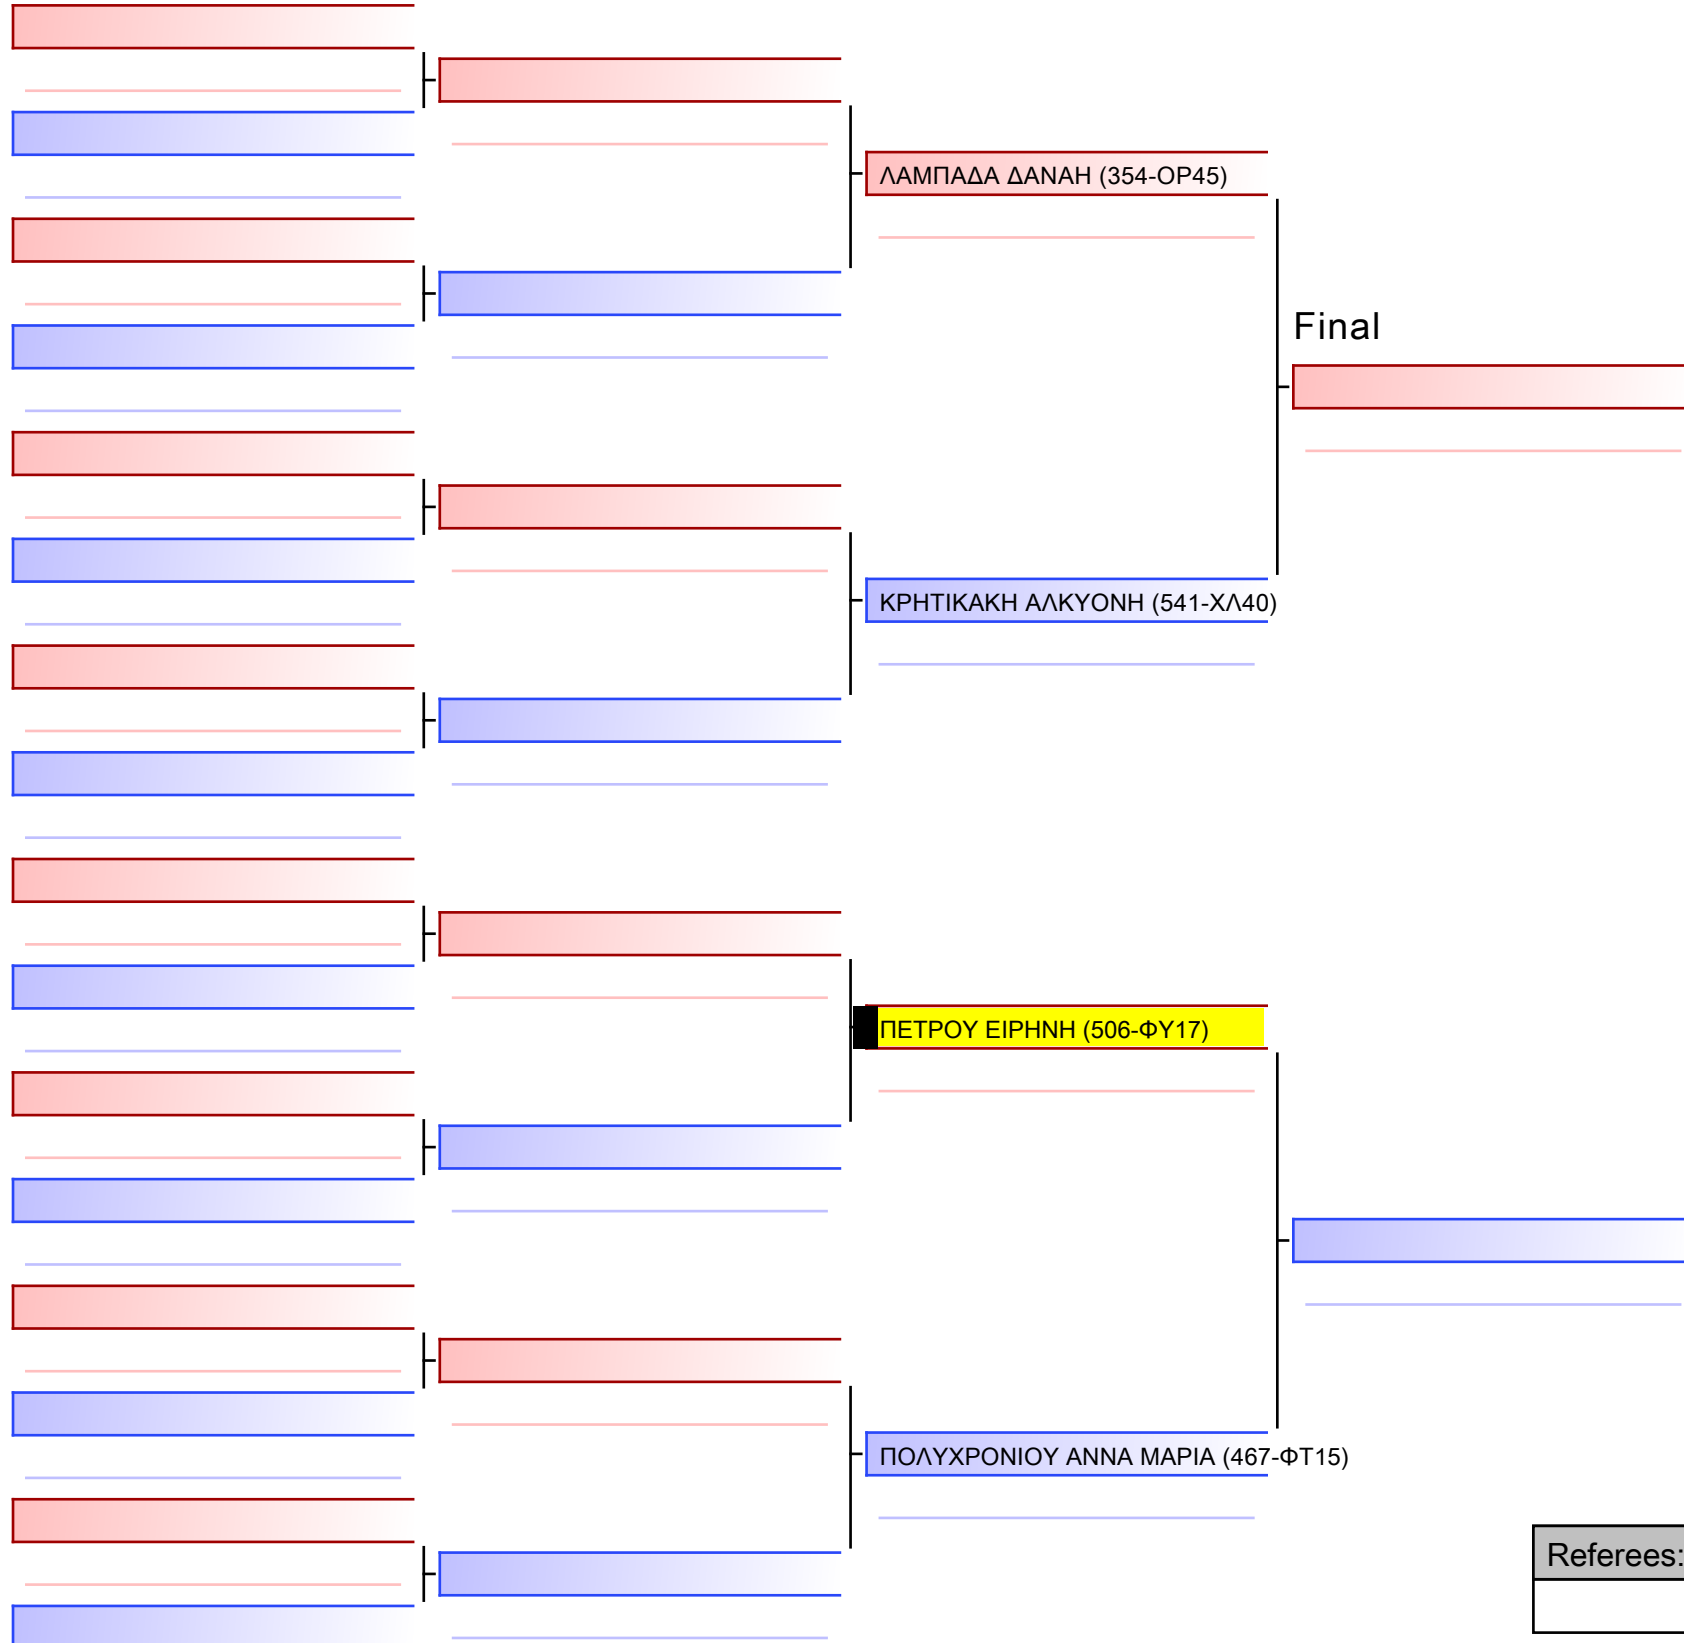 ΛΑΜΠΑΔΑ ΔΑΝΑΗ (354-ΟΡ45)
Final
ΚΡΗΤΙΚΑΚΗ ΑΛΚΥΟΝΗ (541-ΧΛ40)
ΠΕΤΡΟΥ ΕΙΡΗΝΗ (506-ΦΥ17)
ΠΟΛΥΧΡΟΝΙΟΥ ΑΝΝΑ ΜΑΡΙΑ (467-ΦΤ15)
Referees: